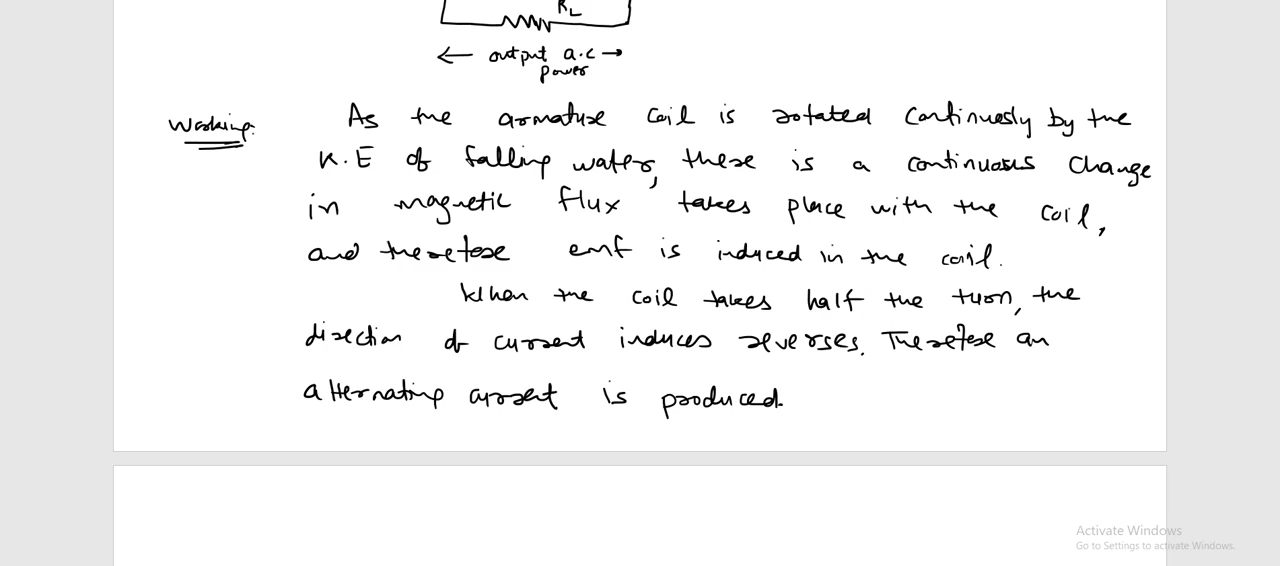 RL
← output a.c →
power
Working:
As the armature coil is rotated continuesly by the
K.E of falling water, there is a continuous change
in magnetic flux takes place with the coil,
and therefore emf is induced in the coil.
When the coil takes half the turn, the
direction of current induces reverses. Therefore an
alternating current is produced.
Activate Windows
Go to Settings to activate Windows.